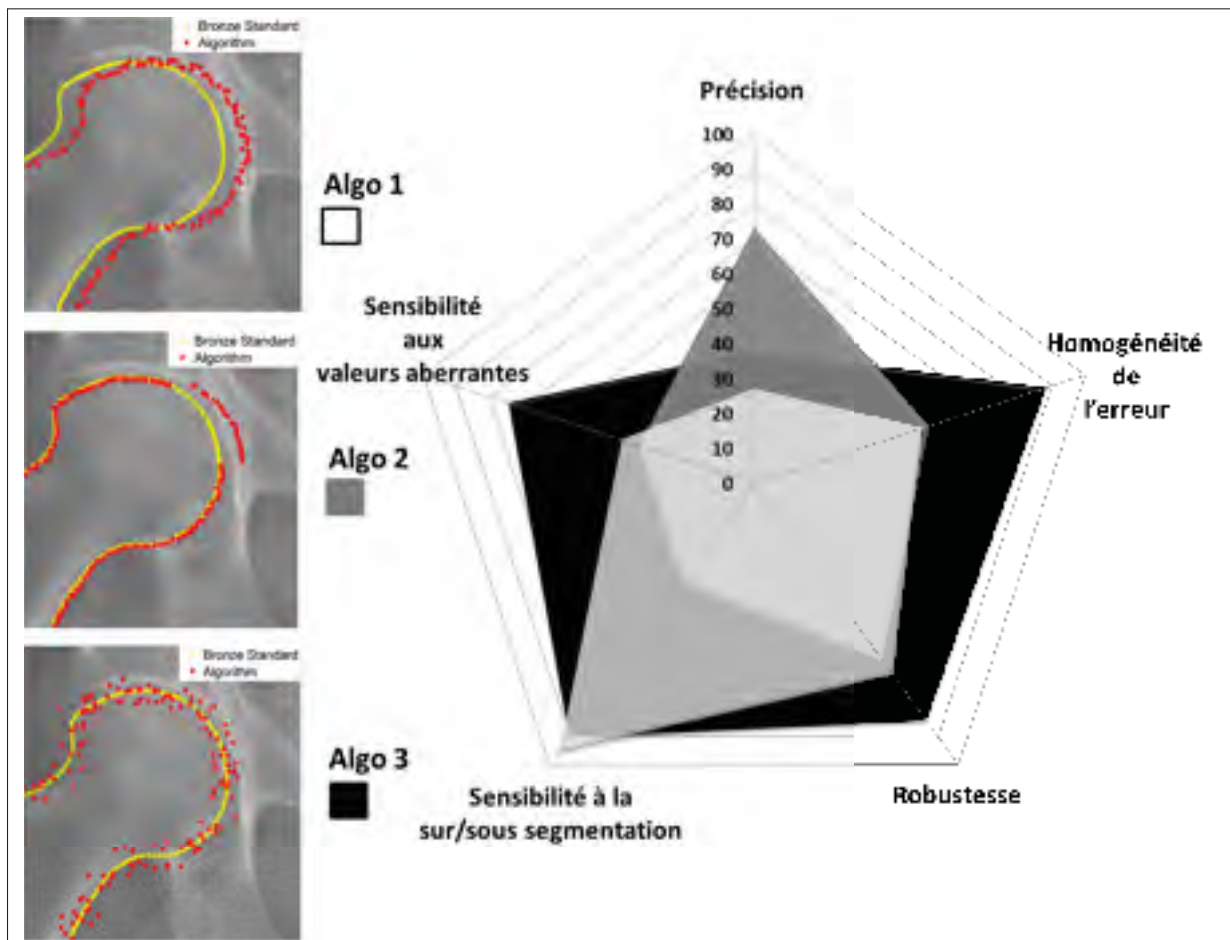 Bronze Standard
Algorithm
Algo 1
Bronze Standard
Algorithm
Algo 2
Bronze Standard
Algorithm
Algo 3
Précision
100
90
80
70
60
50
40
30
20
10
0
Homogénéité
de
l'erreur
Robustesse
Sensibilité à la
sur/sous segmentation
Sensibilité
aux
valeurs aberrantes